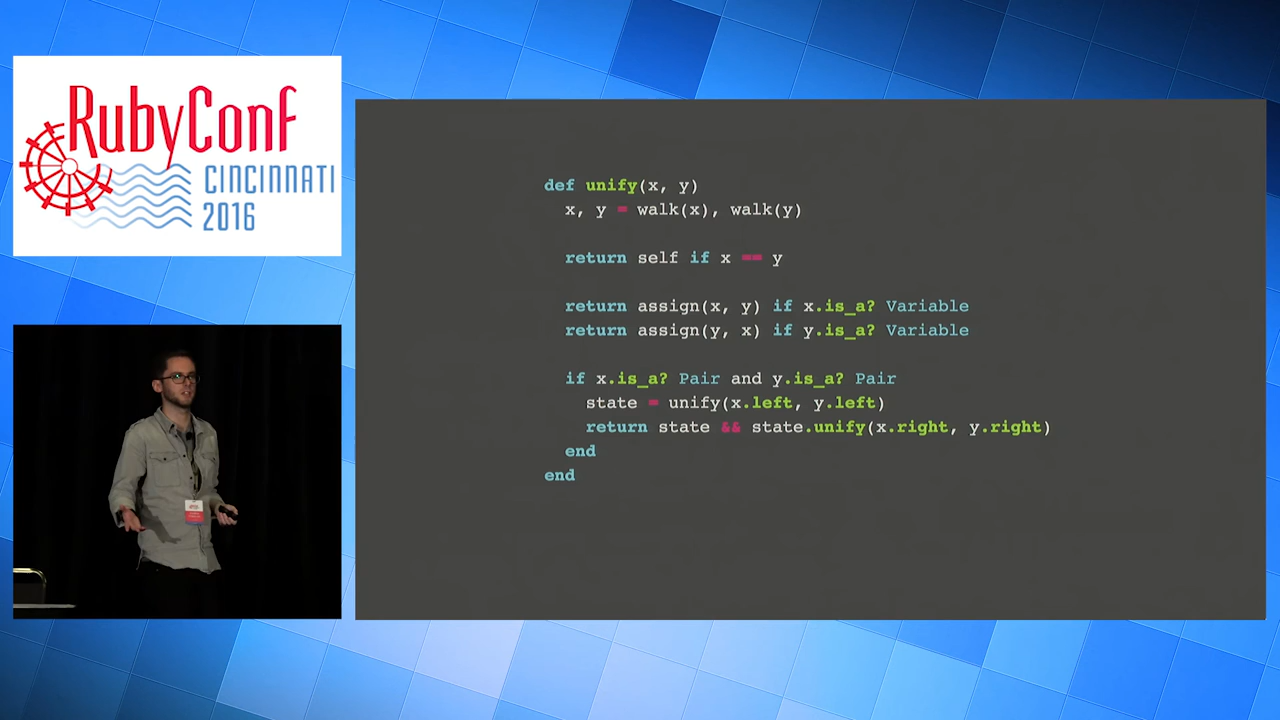 RubyConf
CINCINNATI
2016
def unify(x, y)
  x, y = walk(x), walk(y)
  return self if x == y
  return assign(x, y) if x.is_a? Variable
  return assign(y, x) if y.is_a? Variable
  if x.is_a? Pair and y.is_a? Pair
    state = unify(x.left, y.left)
    return state && state.unify(x.right, y.right)
  end
end